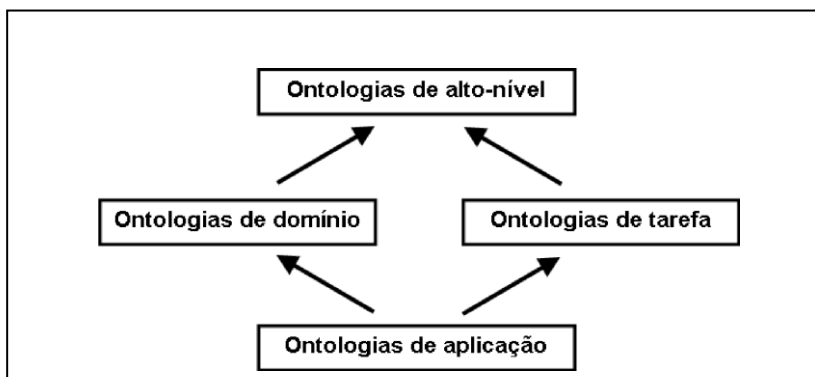 Ontologias de alto-nível
Ontologias de domínio
Ontologias de tarefa
Ontologias de aplicação